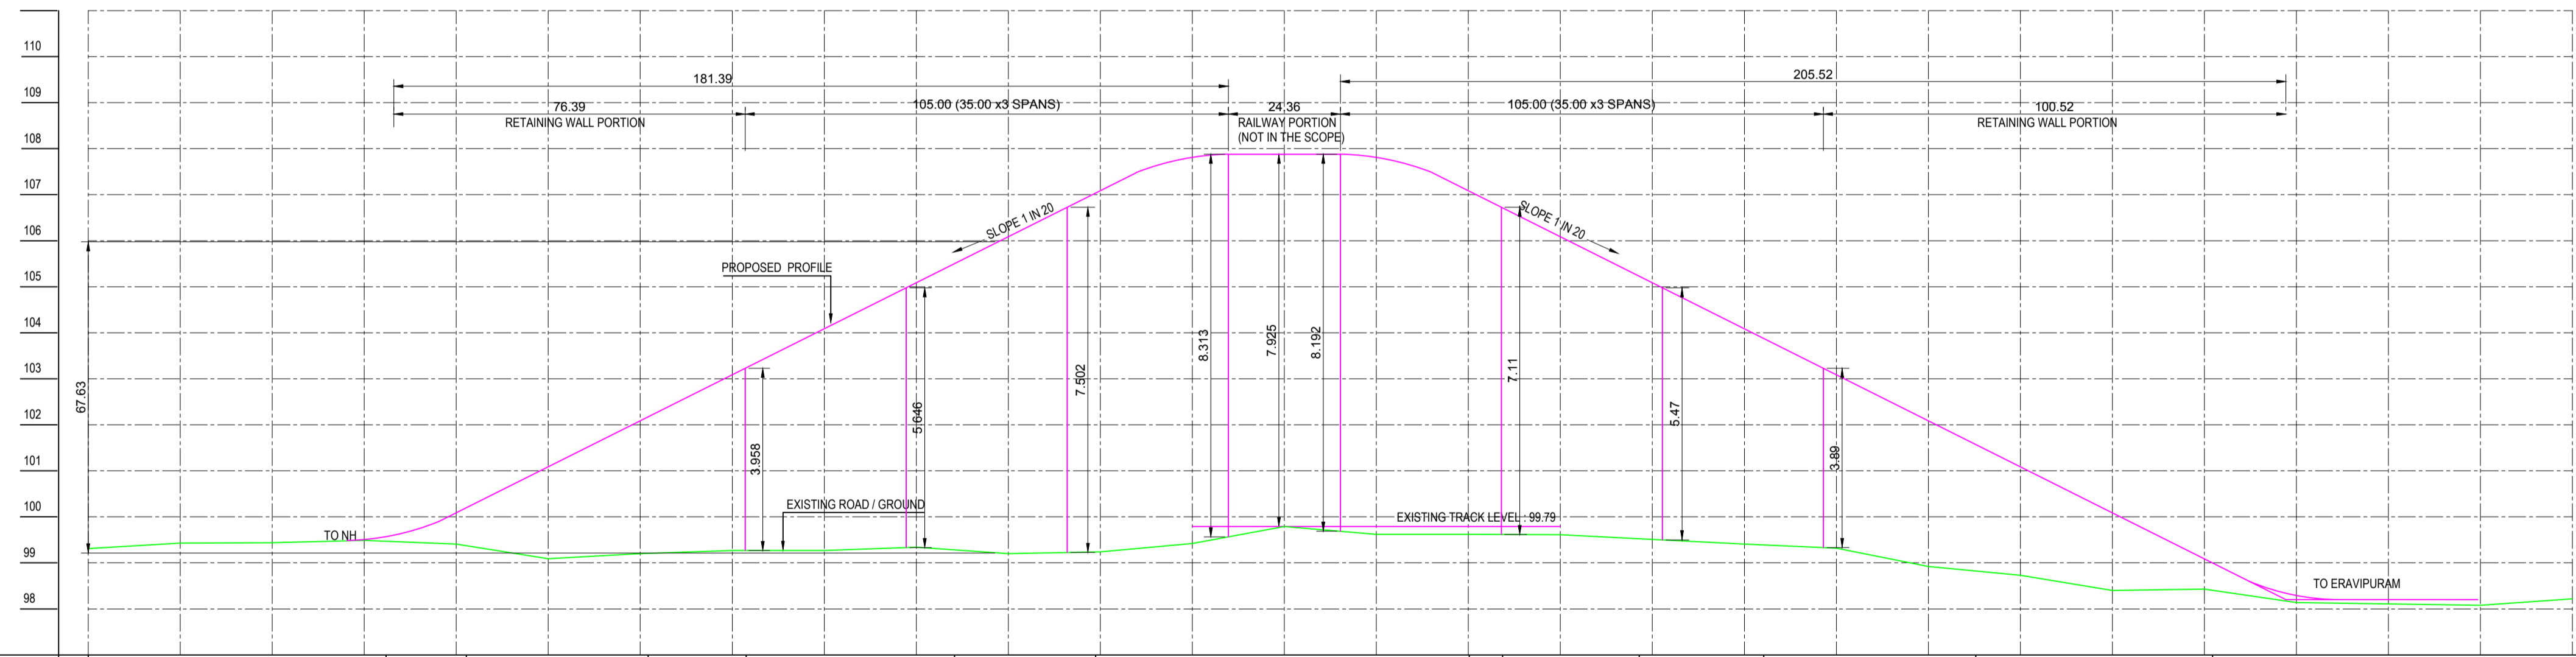 110
109
108
107
106
105
104
103
102
101
100
99
98
181.39
205.52
76.39
105.00 (35.00 x3 SPANS)
24.36
105.00 (35.00 x3 SPANS)
100.52
RETAINING WALL PORTION
RAILWAY PORTION
(NOT IN THE SCOPE)
RETAINING WALL PORTION
SLOPE 1 IN 20
SLOPE 1 IN 20
PROPOSED PROFILE
67.63
3.958
5.646
7.502
8.313
7.925
8.192
7.11
5.47
3.89
EXISTING ROAD / GROUND
EXISTING TRACK LEVEL : 99.79
TO NH
TO ERAVIPURAM